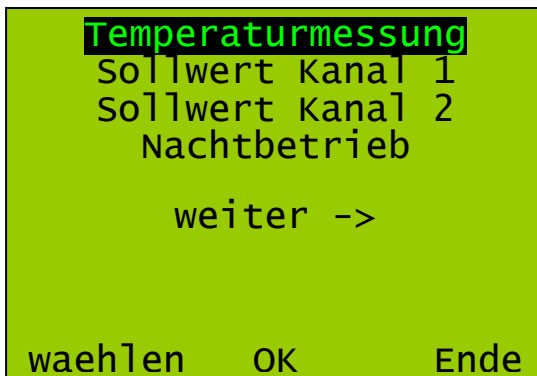 Temperaturmessung
Sollwert Kanal 1
Sollwert Kanal 2
Nachtbetrieb
weiter ->
waehlen OK Ende